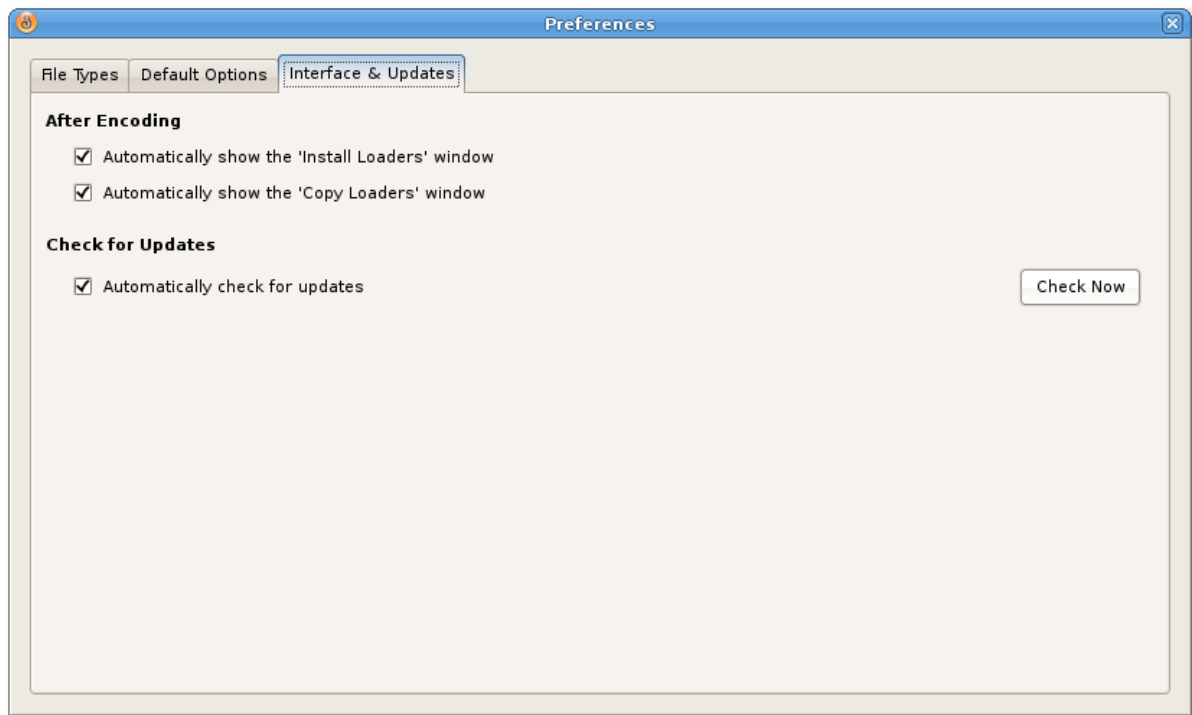 Preferences
File Types Default Options Interface & Updates
After Encoding
Automatically show the 'Install Loaders' window
Automatically show the 'Copy Loaders' window
Check for Updates
Automatically check for updates Check Now